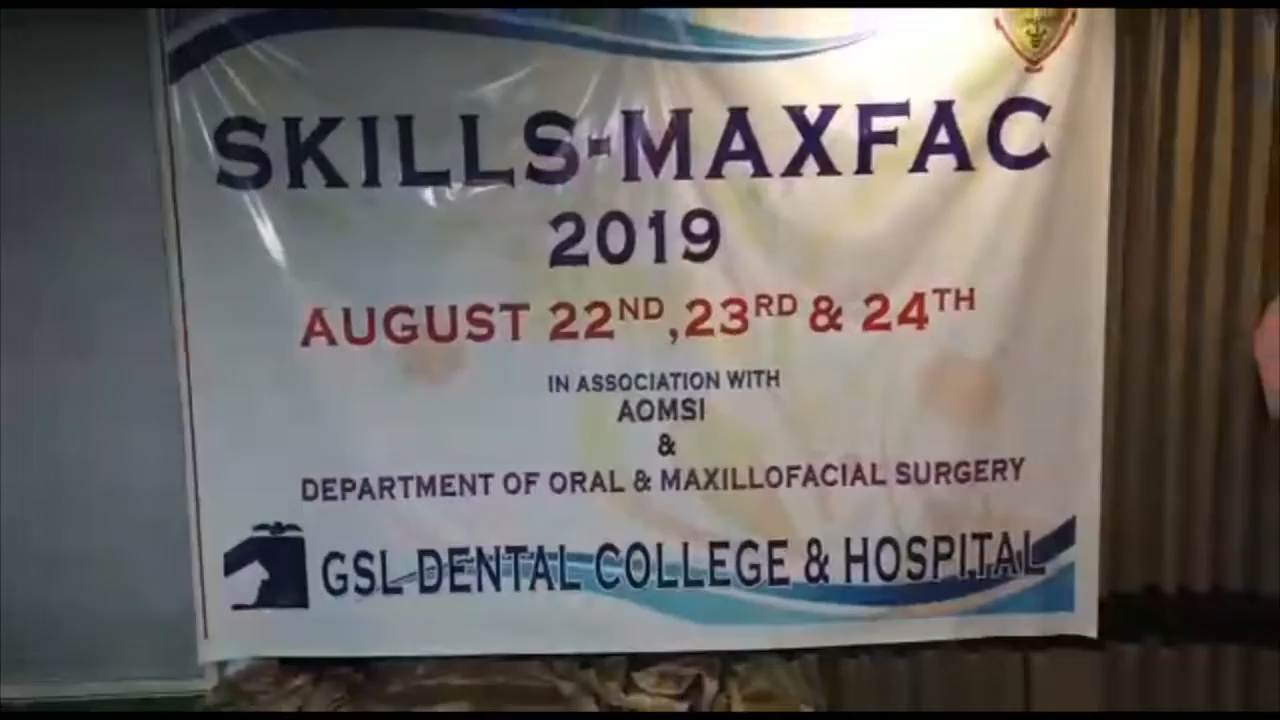 SKILLS-MAXFAC
2019
AUGUST 22ND, 23RD & 24TH
IN ASSOCIATION WITH
AOMSI
&
DEPARTMENT OF ORAL & MAXILLOFACIAL SURGERY
GSL DENTAL COLLEGE & HOSPITAL